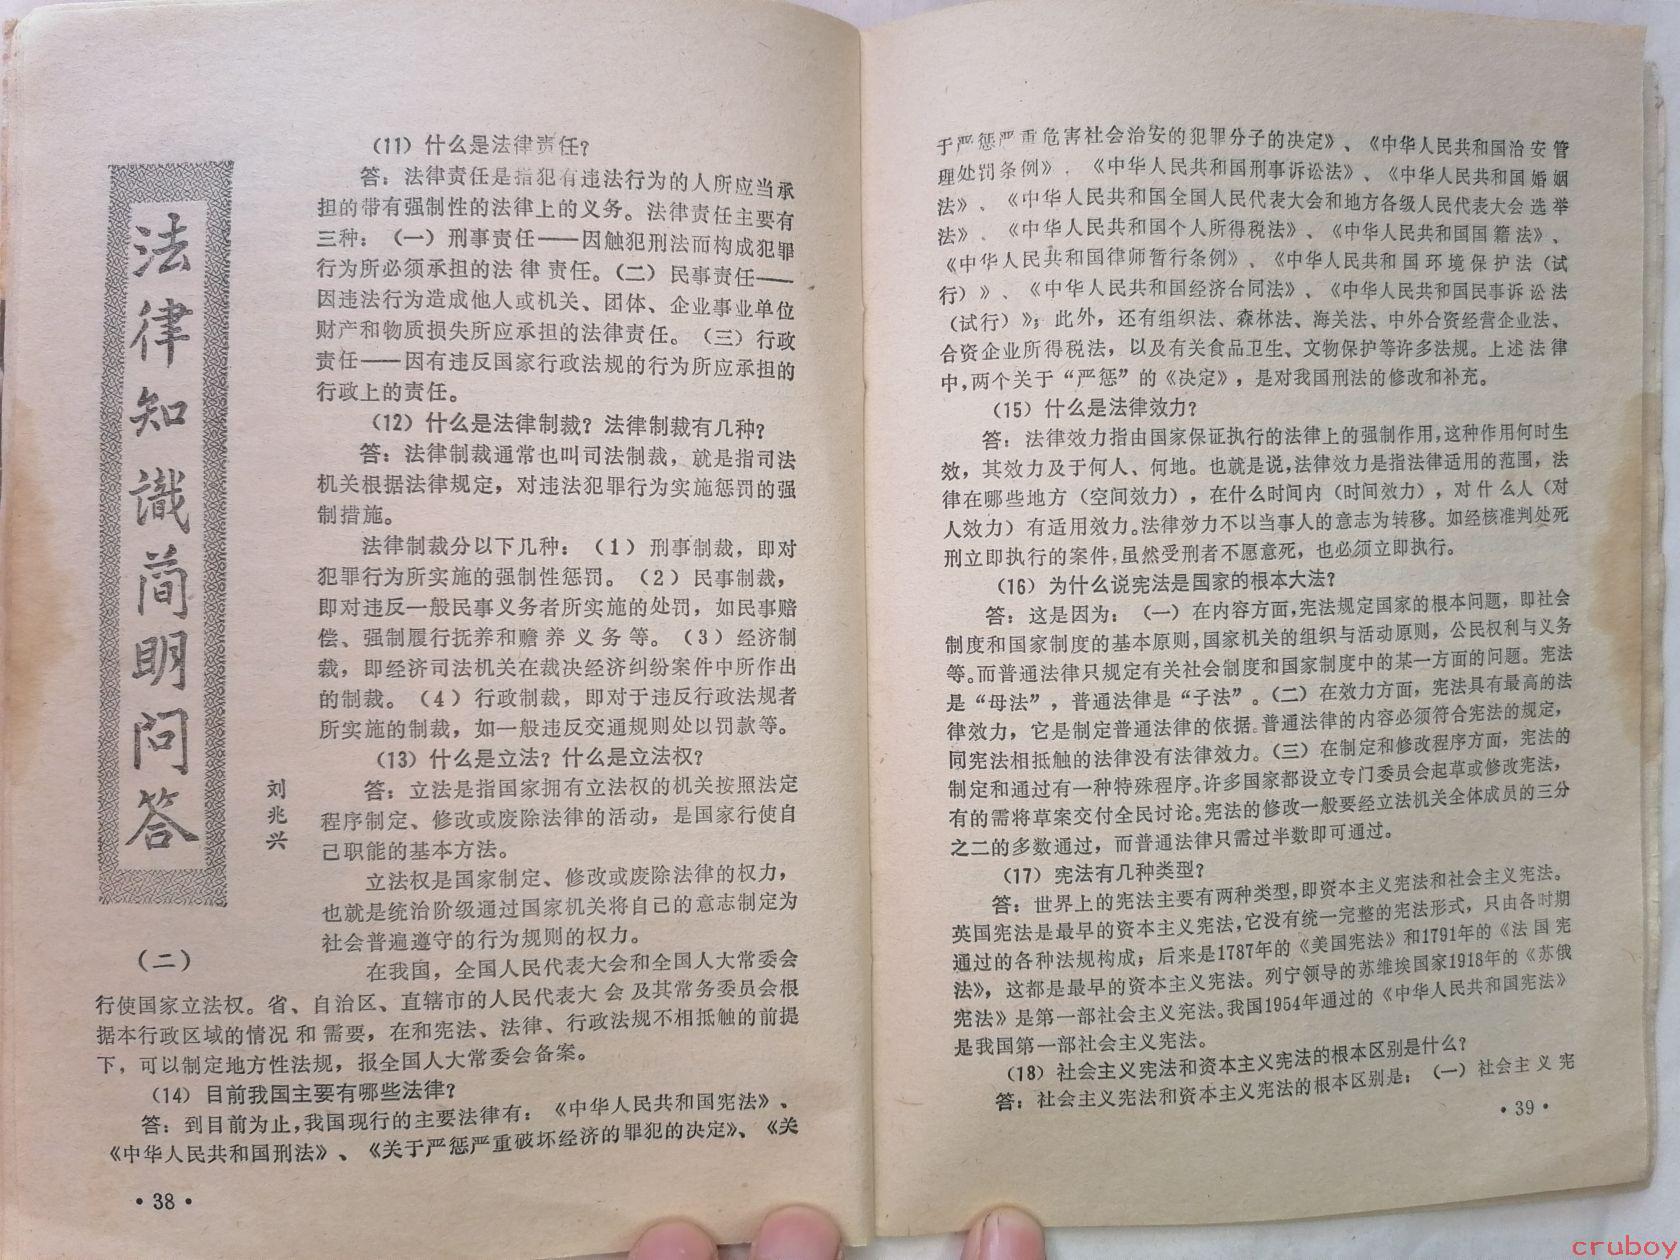 法律知識简明问答
刘兆兴
（二）
（11）什么是法律责任？
答：法律责任是指犯有违法行为的人所应当承
担的带有强制性的法律上的义务。法律责任主要有
三种：（一）刑事责任——因触犯刑法而构成犯罪
行为所必须承担的法律责任。（二）民事责任——
因违法行为造成他人或机关、团体、企业事业单位
财产和物质损失所应承担的法律责任。（三）行政
责任——因有违反国家行政法规的行为所应承担的
行政上的责任。
（12）什么是法律制裁？法律制裁有几种？
答：法律制裁通常也叫司法制裁，就是指司法
机关根据法律规定，对违法犯罪行为实施惩罚的强
制措施。
法律制裁分以下几种：（1）刑事制裁，即对
犯罪行为所实施的强制性惩罚。（2）民事制裁，
即对违反一般民事义务者所实施的处罚，如民事赔
偿、强制履行抚养和赡养义务等。（3）经济制
裁，即经济司法机关在裁决经济纠纷案件中所作出
的制裁。（4）行政制裁，即对于违反行政法规者
所实施的制裁，如一般违反交通规则处以罚款等。
（13）什么是立法？什么是立法权？
答：立法是指国家拥有立法权的机关按照法定
程序制定、修改或废除法律的活动，是国家行使自
己职能的基本方法。
立法权是国家制定、修改或废除法律的权力，
也就是统治阶级通过国家机关将自己的意志制定为
社会普遍遵守的行为规则的权力。
在我国，全国人民代表大会和全国人大常委会
行使国家立法权。省、自治区、直辖市的人民代表大会及其常务委员会根
据本行政区域的情况和需要，在和宪法、法律、行政法规不相抵触的前提
下，可以制定地方性法规，报全国人大常委会备案。
（14）目前我国主要有哪些法律？
答：到目前为止，我国现行的主要法律有：《中华人民共和国宪法》、
《中华人民共和国刑法》、《关于严惩严重破坏经济的罪犯的决定》、《关
·38·
于严惩严重危害社会治安的犯罪分子的决定》、《中华人民共和国治安管
理处罚条例》、《中华人民共和国刑事诉讼法》、《中华人民共和国婚姻
法》、《中华人民共和国全国人民代表大会和地方各级人民代表大会选举
法》、《中华人民共和国个人所得税法》、《中华人民共和国国籍法》、
《中华人民共和国律师暂行条例》、《中华人民共和国环境保护法（试
行）》、《中华人民共和国经济合同法》、《中华人民共和国民事诉讼法
（试行）》；此外，还有组织法、森林法、海关法、中外合资经营企业法、
合资企业所得税法，以及有关食品卫生、文物保护等许多法规。上述法律
中，两个关于“严惩”的《决定》，是对我国刑法的修改和补充。
（15）什么是法律效力？
答：法律效力指由国家保证执行的法律上的强制作用，这种作用何时生
效，其效力及于何人、何地。也就是说，法律效力是指法律适用的范围，法
律在哪些地方（空间效力），在什么时间内（时间效力），对什么人（对
人效力）有适用效力。法律效力不以当事人的意志为转移。如经核准判处死
刑立即执行的案件，虽然受刑者不愿意死，也必须立即执行。
（16）为什么说宪法是国家的根本大法？
答：这是因为：（一）在内容方面，宪法规定国家的根本问题，即社会
制度和国家制度的基本原则，国家机关的组织与活动原则，公民权利与义务
等。而普通法律只规定有关社会制度和国家制度中的某一方面的问题。宪法
是“母法”，普通法律是“子法”。（二）在效力方面，宪法具有最高的法
律效力，它是制定普通法律的依据。普通法律的内容必须符合宪法的规定，
同宪法相抵触的法律没有法律效力。（三）在制定和修改程序方面，宪法的
制定和通过有一种特殊程序。许多国家都设立专门委员会起草或修改宪法，
有的需将草案交付全民讨论。宪法的修改一般要经立法机关全体成员的三分
之二的多数通过，而普通法律只需过半数即可通过。
（17）宪法有几种类型？
答：世界上的宪法主要有两种类型，即资本主义宪法和社会主义宪法。
英国宪法是最早的资本主义宪法，它没有统一完整的宪法形式，只由各时期
通过的各种法规构成；后来是1787年的《美国宪法》和1791年的《法国宪
法》，这都是最早的资本主义宪法。列宁领导的苏维埃国家1918年的《苏俄
宪法》是第一部社会主义宪法。我国1954年通过的《中华人民共和国宪法》
是我国第一部社会主义宪法。
（18）社会主义宪法和资本主义宪法的根本区别是什么？
答：社会主义宪法和资本主义宪法的根本区别是：（一）社会主义宪
·39·
cruboy